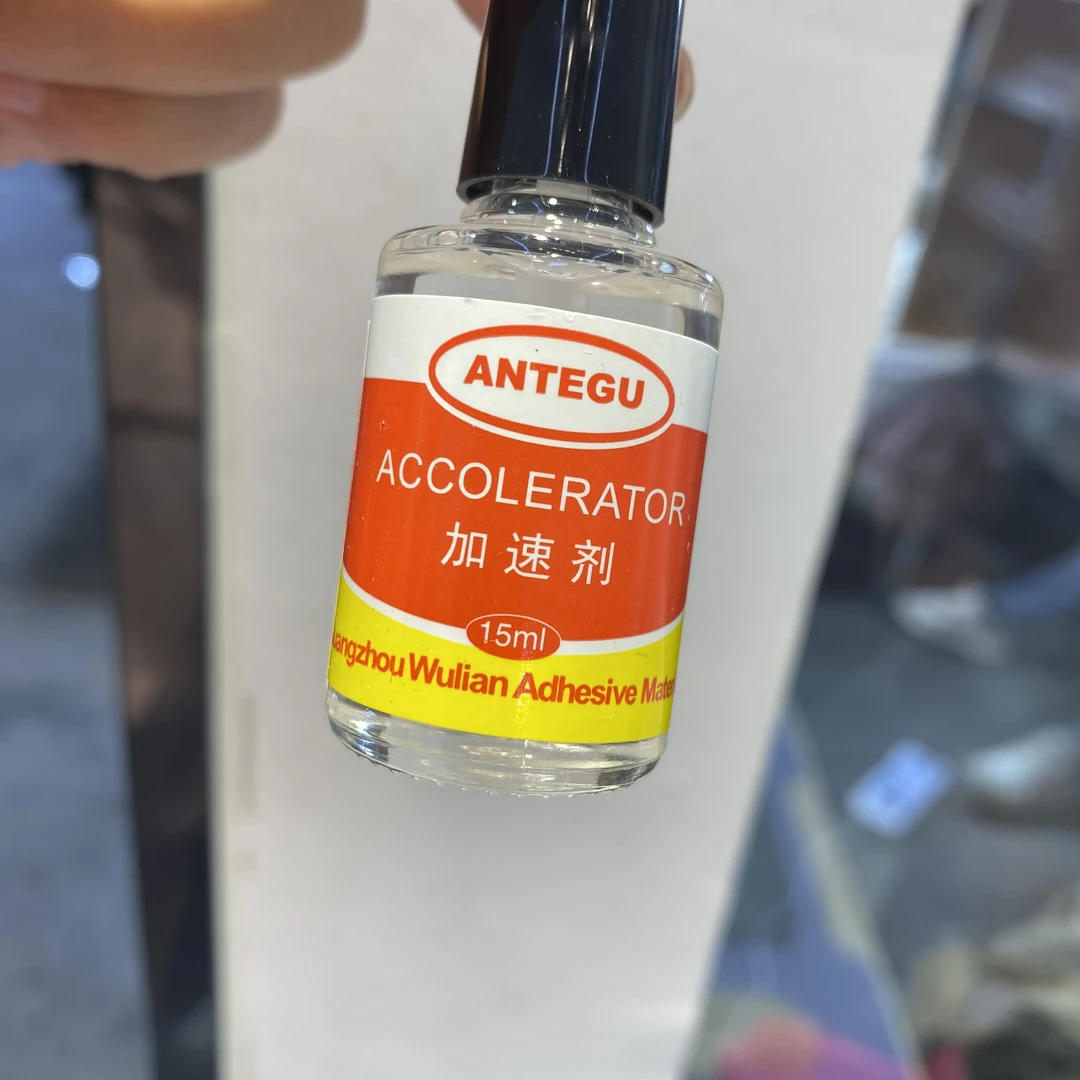 ANTEGU
ACCOLERATOR
加速剂
15ml
Wulian Adhesive